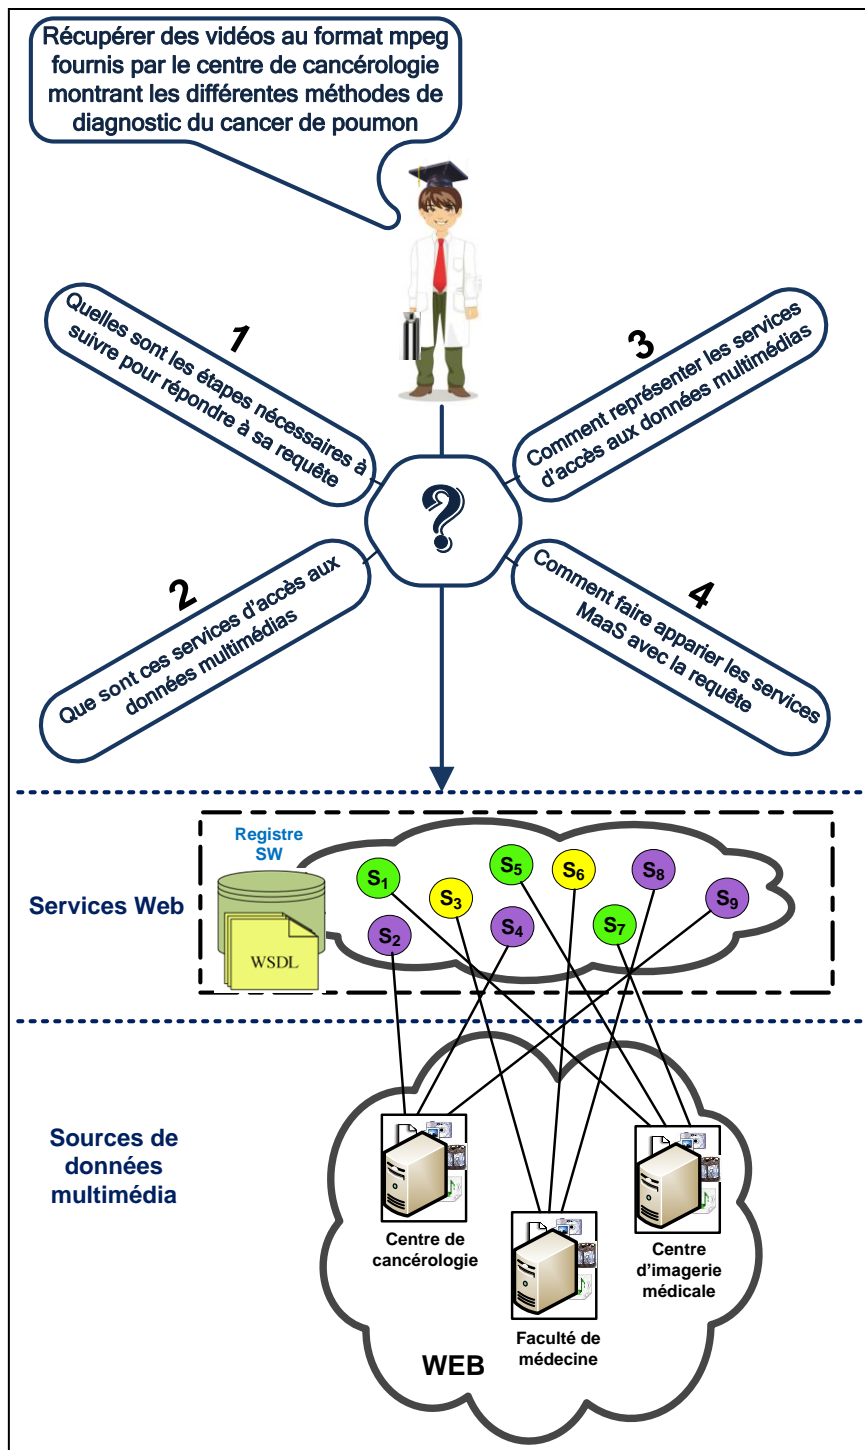 Récupérer des vidéos au format mpeg
fournis par le centre de cancérologie
montrant les différentes méthodes de
diagnostic du cancer de poumon
1
Quelles sont les étapes nécessaires à
suivre pour répondre à sa requête
3
Comment représenter les services
d'accès aux données multimédias
?
2
Que sont ces services d'accès aux
données multimédias
4
Comment faire apparier les services
MaaS avec la requête
Services Web
Registre
SW
WSDL
S1
S2
S3
S4
S5
S6
S7
S8
S9
Sources de
données
multimédia
Centre de
cancérologie
Faculté de
médecine
Centre
d'imagerie
médicale
WEB